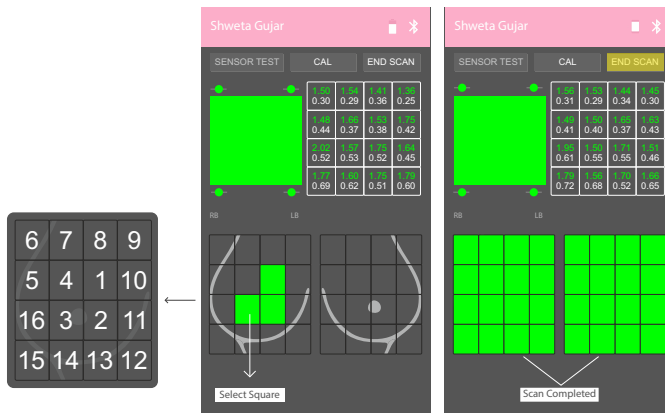 6 7 8 9
5 4 1 10
16 3 2 11
15 14 13 12
Shweta Gujar
SENSOR TEST CAL END SCAN
1.50 1.54 1.41 1.36
0.30 0.29 0.36 0.25
1.48 1.66 1.53 1.75
0.44 0.37 0.38 0.42
2.02 1.57 1.75 1.64
0.52 0.53 0.52 0.45
1.77 1.60 1.75 1.79
0.69 0.62 0.51 0.60
RB LB
Select Square
Shweta Gujar
SENSOR TEST CAL END SCAN
1.56 1.53 1.44 1.45
0.31 0.29 0.34 0.30
1.49 1.50 1.65 1.63
0.41 0.40 0.37 0.43
1.95 1.50 1.71 1.51
0.61 0.55 0.55 0.46
1.79 1.56 1.70 1.66
0.72 0.68 0.52 0.65
RB LB
Scan Completed